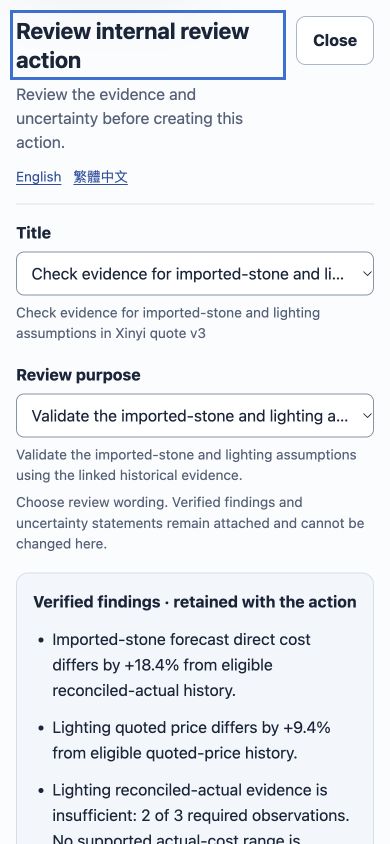 Review internal review
action
Close
Review the evidence and
uncertainty before creating this
action.
English 繁體中文
Title
Check evidence for imported-stone and li...
Check evidence for imported-stone and lighting
assumptions in Xinyi quote v3
Review purpose
Validate the imported-stone and lighting a...
Validate the imported-stone and lighting assumptions
using the linked historical evidence.
Choose review wording. Verified findings and
uncertainty statements remain attached and cannot be
changed here.
Verified findings · retained with the action
• Imported-stone forecast direct cost
differs by +18.4% from eligible
reconciled-actual history.
• Lighting quoted price differs by +9.4%
from eligible quoted-price history.
• Lighting reconciled-actual evidence is
insufficient: 2 of 3 required observations.
No supported actual-cost range is